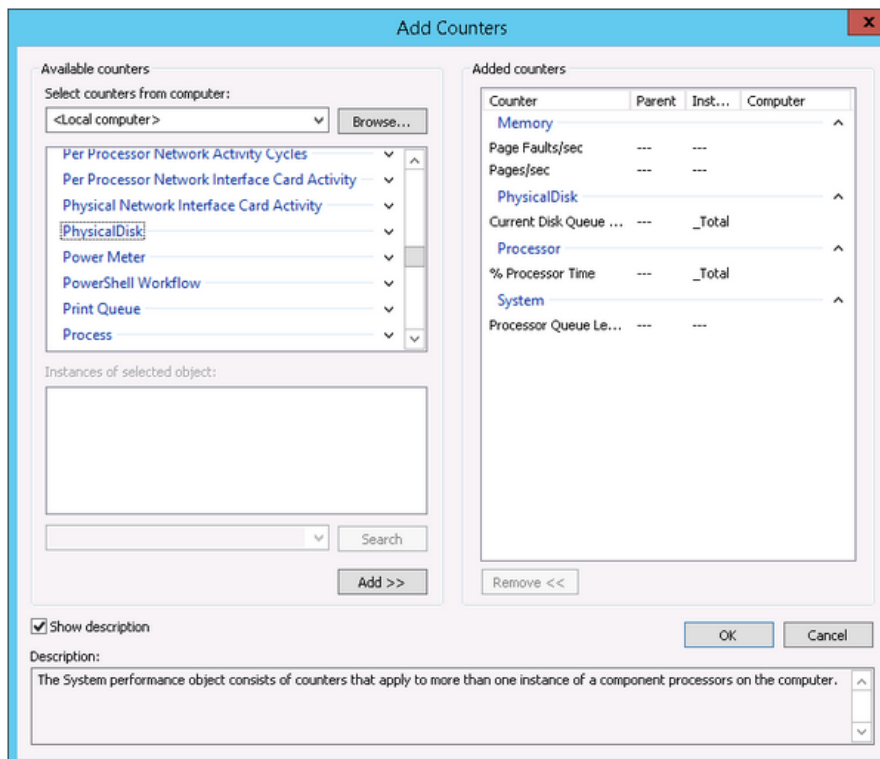 Add Counters
x
Available counters
Select counters from computer:
<Local computer>
Browse...
Per Processor Network Activity Cycles
Per Processor Network Interface Card Activity
Physical Network Interface Card Activity
PhysicalDisk
Power Meter
PowerShell Workflow
Print Queue
Process
Instances of selected object:
Search
Add >>
Added counters
Counter Parent Inst... Computer
Memory
Page Faults/sec --- ---
Pages/sec --- ---
PhysicalDisk
Current Disk Queue ... --- _Total
Processor
% Processor Time --- _Total
System
Processor Queue Le... --- ---
Remove <<
Show description
OK Cancel
Description:
The System performance object consists of counters that apply to more than one instance of a component processors on the computer.